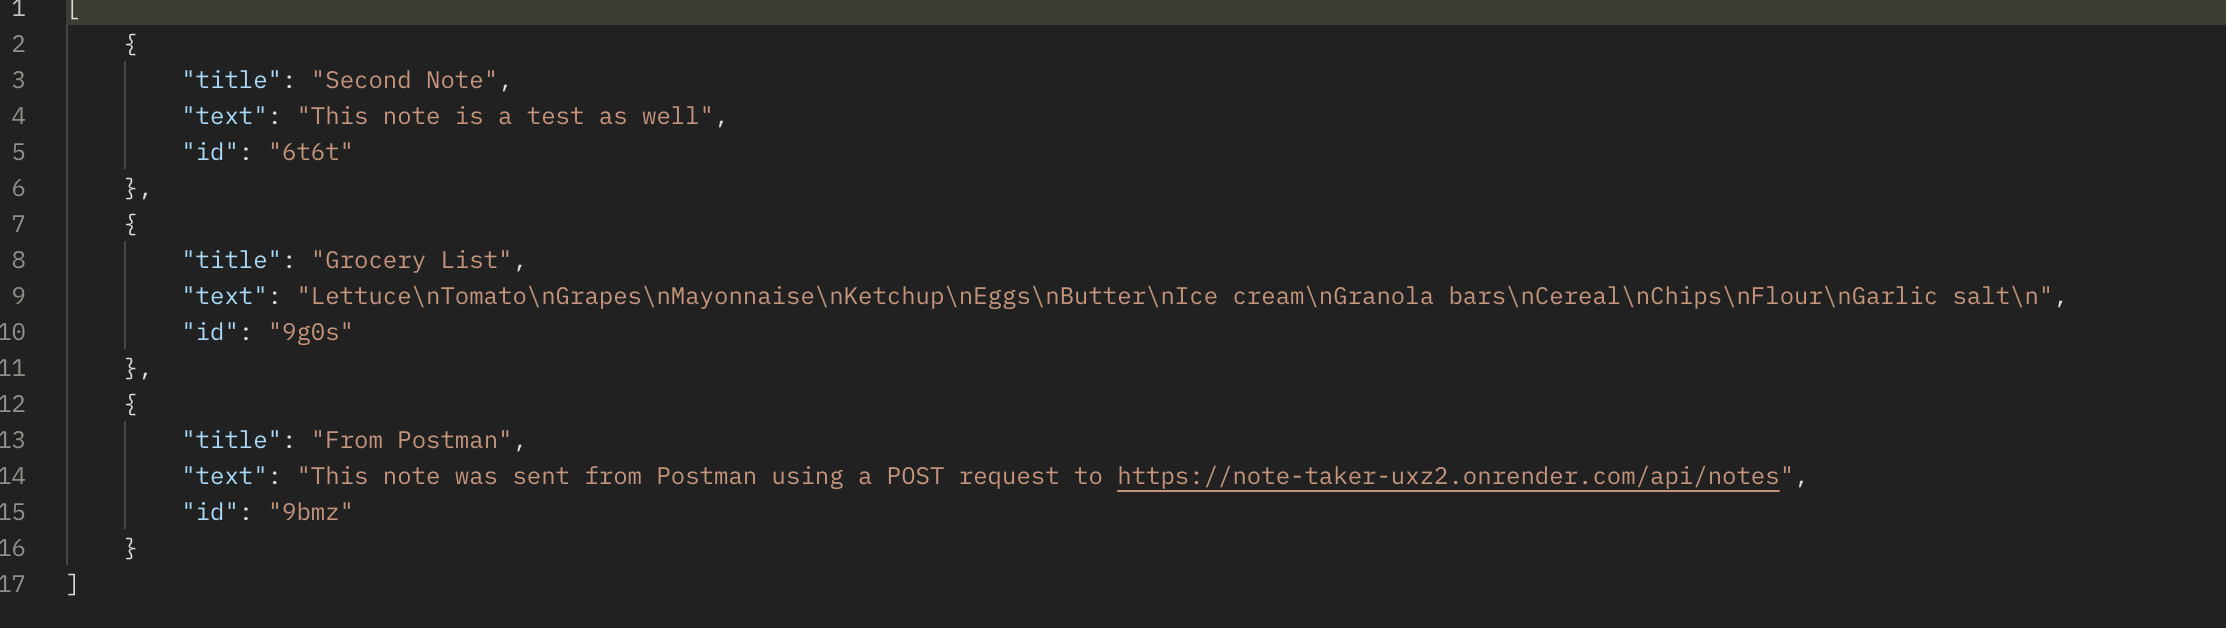 1 [
2     {
3         "title": "Second Note",
4         "text": "This note is a test as well",
5         "id": "6t6t"
6     },
7     {
8         "title": "Grocery List",
9         "text": "Lettuce\nTomato\nGrapes\nMayonnaise\nKetchup\nEggs\nButter\nIce cream\nGranola bars\nCereal\nChips\nFlour\nGarlic salt\n",
10         "id": "9g0s"
11     },
12     {
13         "title": "From Postman",
14         "text": "This note was sent from Postman using a POST request to https://note-taker-uxz2.onrender.com/api/notes",
15         "id": "9bmz"
16     }
17 ]